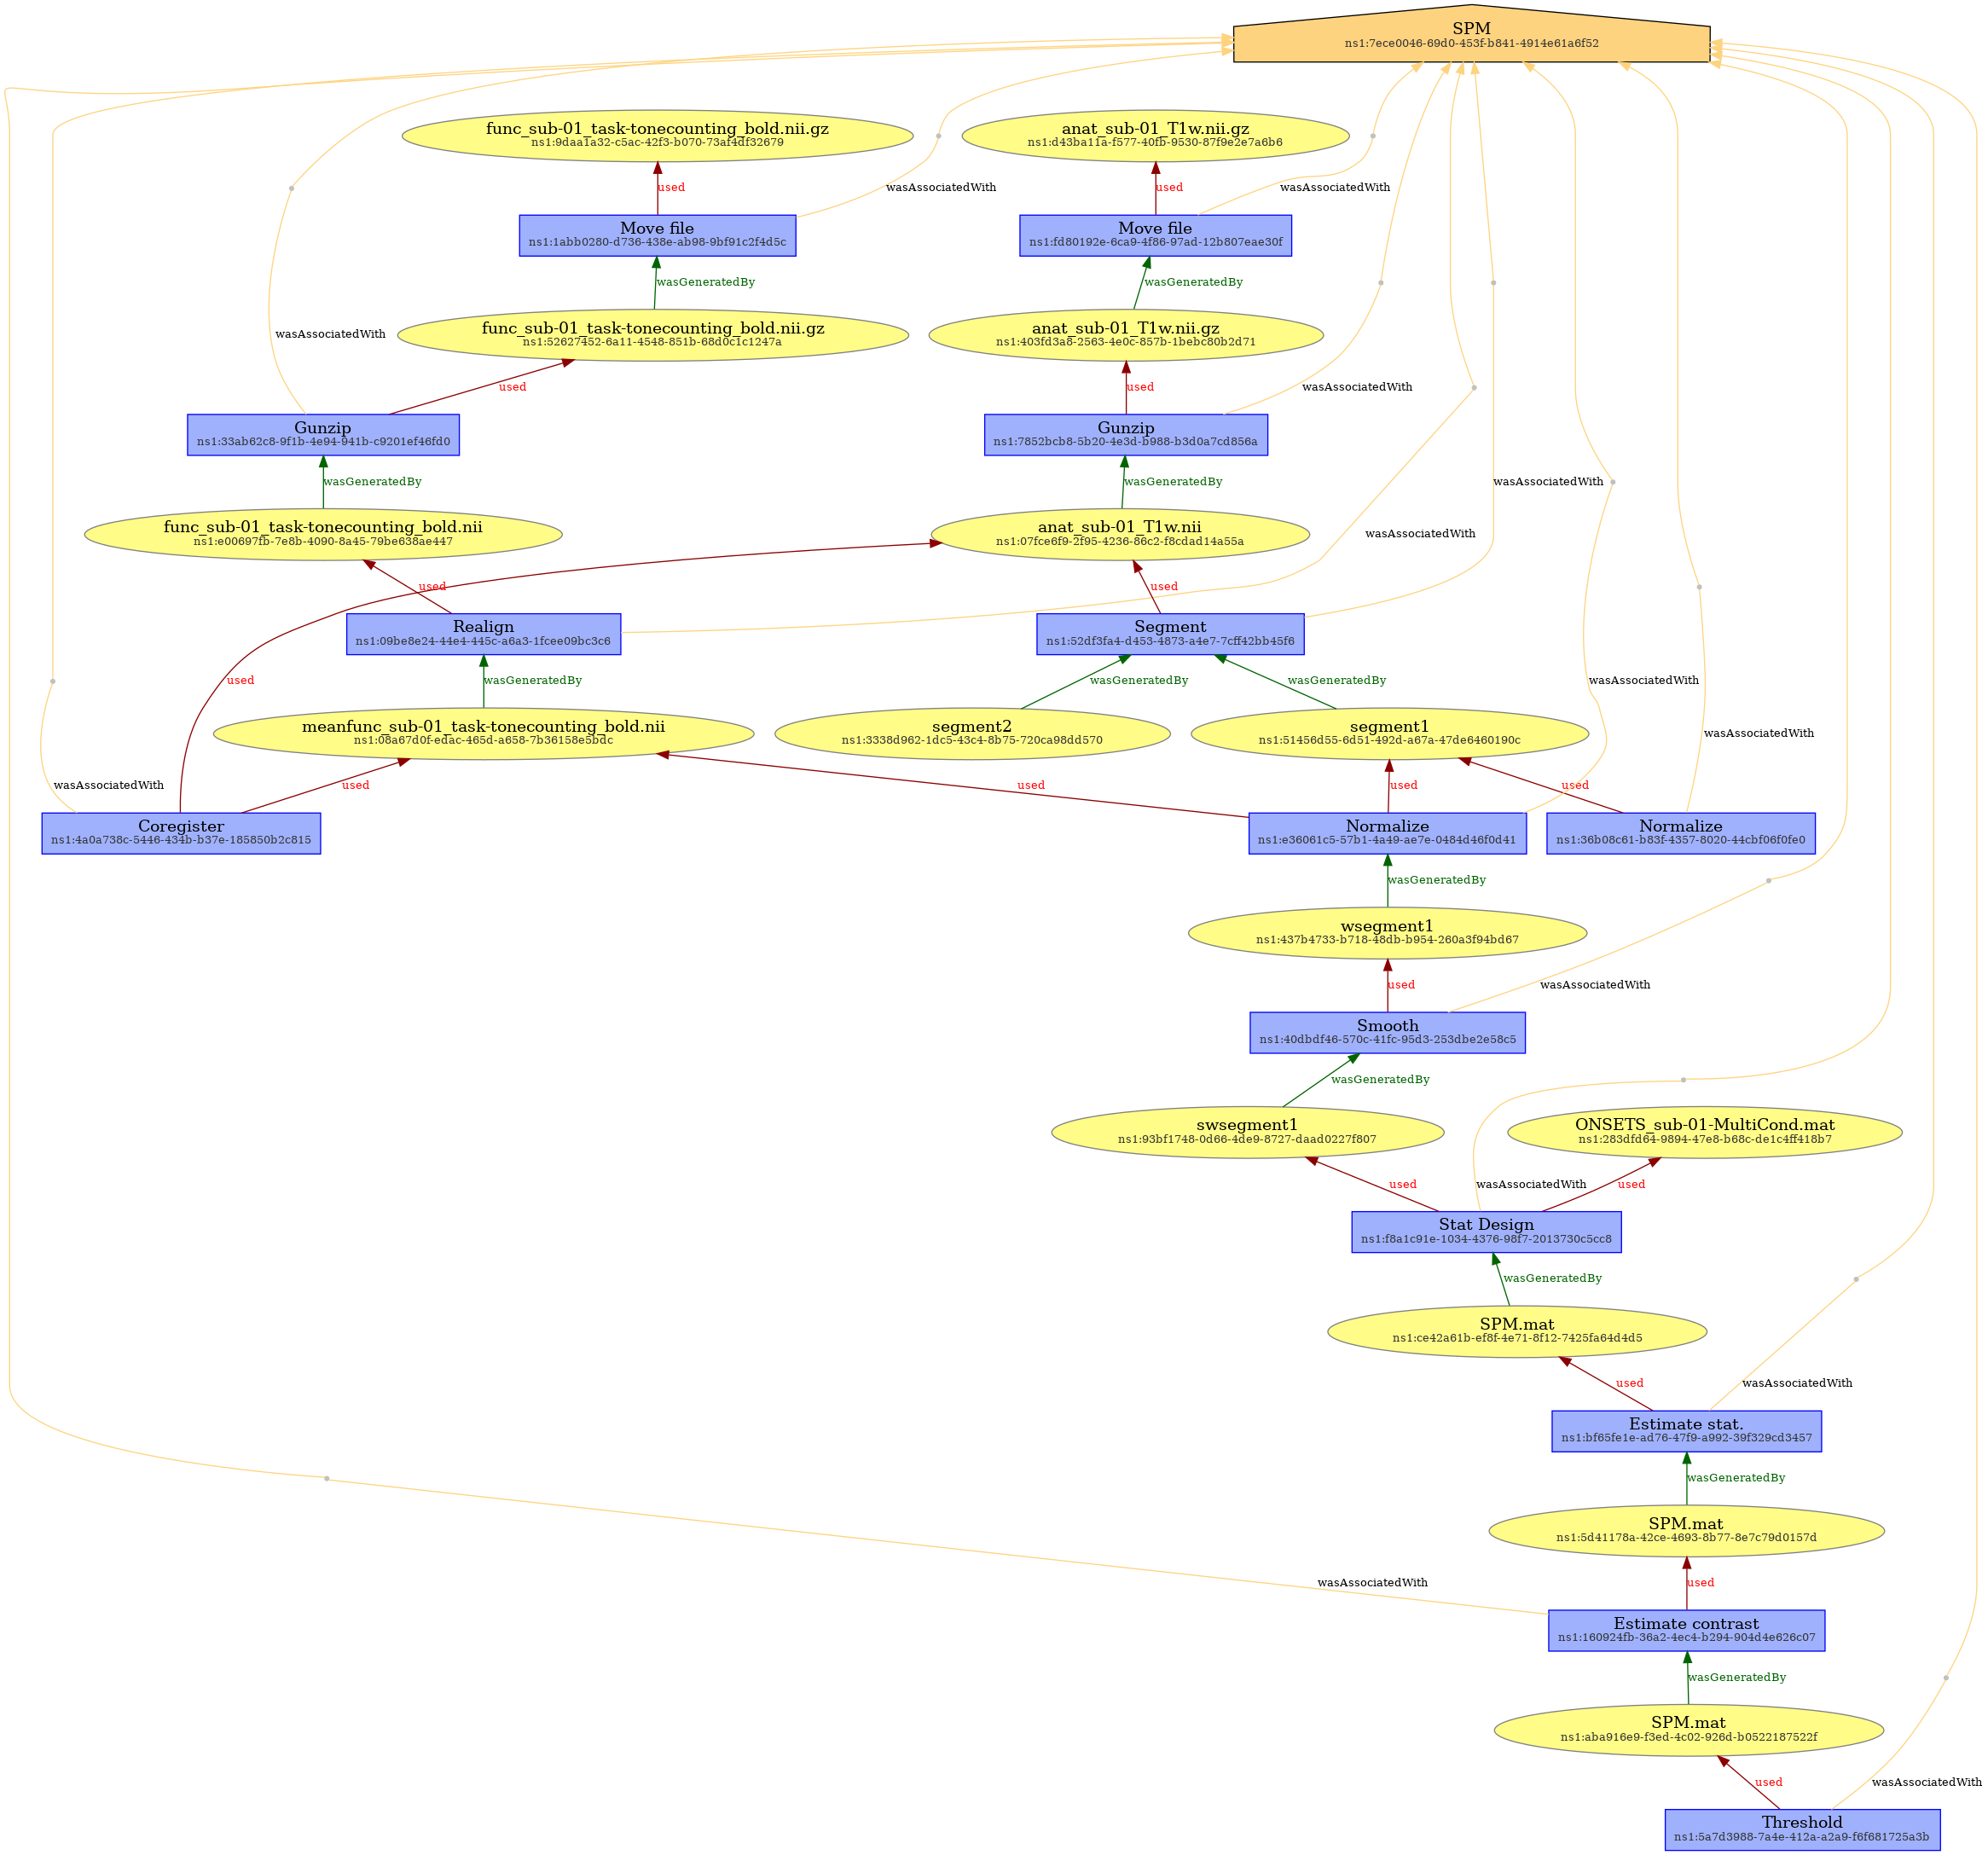 SPM
ns1:7ece0046-69d0-453f-b841-4914e61a6f52
func_sub-01_task-tonecounting_bold.nii.gz
ns1:9daa1a32-c5ac-42f3-b070-73af4df32679
anat_sub-01_T1w.nii.gz
ns1:d43ba11a-f577-40fb-9530-87f9e2e7a6b6
used
wasAssociatedWith
used
wasAssociatedWith
Move file
ns1:1abb0280-d736-438e-ab98-9bf91c2f4d5c
Move file
ns1:fd80192e-6ca9-4f86-97ad-12b807eae30f
wasGeneratedBy
wasGeneratedBy
wasAssociatedWith
func_sub-01_task-tonecounting_bold.nii.gz
ns1:52627452-6a11-4548-851b-68d0c1c1247a
anat_sub-01_T1w.nii.gz
ns1:403fd3a8-2563-4e0c-857b-1bebc80b2d71
used
used
wasAssociatedWith
Gunzip
ns1:33ab62c8-9f1b-4e94-941b-c9201ef46fd0
Gunzip
ns1:7852bcb8-5b20-4e3d-b988-b3d0a7cd856a
wasGeneratedBy
wasGeneratedBy
wasAssociatedWith
func_sub-01_task-tonecounting_bold.nii
ns1:e00697fb-7e8b-4090-8a45-79be638ae447
anat_sub-01_T1w.nii
ns1:07fce6f9-2f95-4236-86c2-f8cdad14a55a
wasAssociatedWith
used
used
Realign
ns1:09be8e24-44e4-445c-a6a3-1fcee09bc3c6
Segment
ns1:52df3fa4-d453-4873-a4e7-7cff42bb45f6
used
wasGeneratedBy
wasGeneratedBy
wasGeneratedBy
wasAssociatedWith
meanfunc_sub-01_task-tonecounting_bold.nii
ns1:08a67d0f-edac-465d-a658-7b36158e5bdc
segment2
ns1:3338d962-1dc5-43c4-8b75-720ca98dd570
segment1
ns1:51456d55-6d51-492d-a67a-47de6460190c
wasAssociatedWith
wasAssociatedWith
used
used
used
used
Coregister
ns1:4a0a738c-5446-434b-b37e-185850b2c815
Normalize
ns1:e36061c5-57b1-4a49-ae7e-0484d46f0d41
Normalize
ns1:36b08c61-b83f-4357-8020-44cbf06f0fe0
wasGeneratedBy
wsegment1
ns1:437b4733-b718-48db-b954-260a3f94bd67
used
wasAssociatedWith
Smooth
ns1:40dbdf46-570c-41fc-95d3-253dbe2e58c5
wasGeneratedBy
swsegment1
ns1:93bf1748-0d66-4de9-8727-daad0227f807
ONSETS_sub-01-MultiCond.mat
ns1:283dfd64-9894-47e8-b68c-de1c4ff418b7
used
wasAssociatedWith
used
Stat Design
ns1:f8a1c91e-1034-4376-98f7-2013730c5cc8
wasGeneratedBy
SPM.mat
ns1:ce42a61b-ef8f-4e71-8f12-7425fa64d4d5
used
wasAssociatedWith
Estimate stat.
ns1:bf65fe1e-ad76-47f9-a992-39f329cd3457
wasGeneratedBy
SPM.mat
ns1:5d41178a-42ce-4693-8b77-8e7c79d0157d
wasAssociatedWith
used
Estimate contrast
ns1:160924fb-36a2-4ec4-b294-904d4e626c07
wasGeneratedBy
SPM.mat
ns1:aba916e9-f3ed-4c02-926d-b0522187522f
used
wasAssociatedWith
Threshold
ns1:5a7d3988-7a4e-412a-a2a9-f6f681725a3b